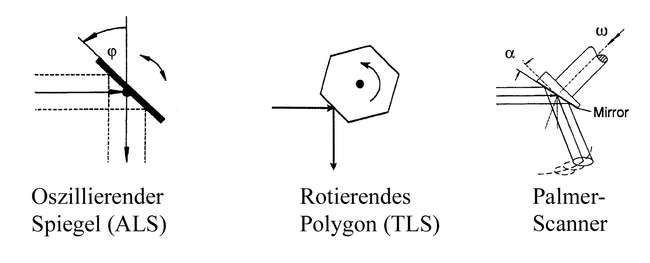 φ
α
ω
Mirror
Oszillierender
Spiegel (ALS)
Rotierendes
Polygon (TLS)
Palmer-
Scanner